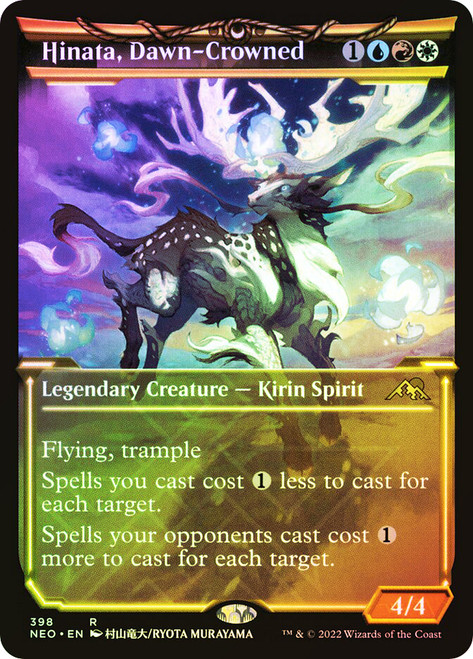 Hinata, Dawn-Crowned 1
Legendary Creature — Kirin Spirit
Flying, trample
Spells you cast cost 1 less to cast for
each target.
Spells your opponents cast cost 1
more to cast for each target.
4/4
398 R
NEO • EN 村山竜大/RYOTA MURAYAMA
™ & © 2022 Wizards of the Coast